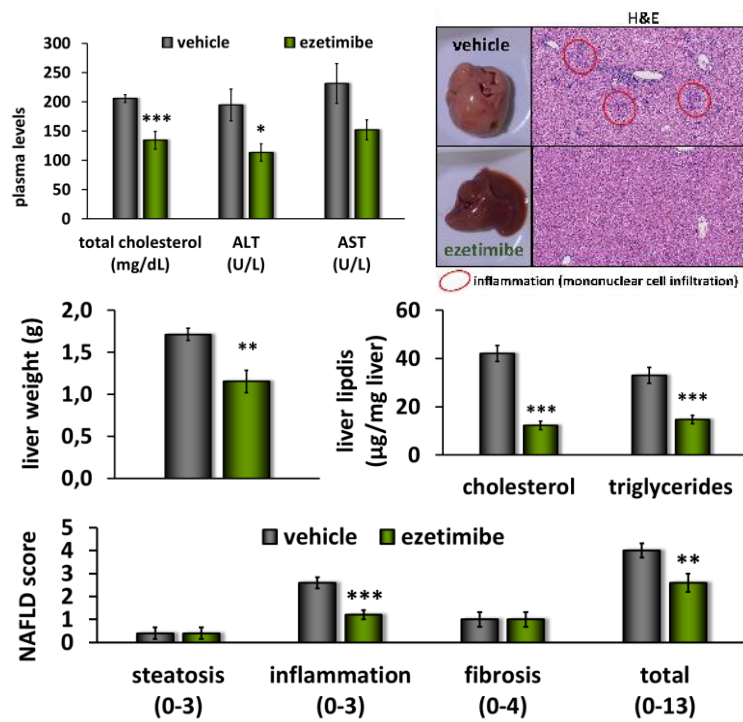 vehicle ezetimibe
plasma levels
350
300
250
200
150
100
50
0
***
*
total cholesterol
(mg/dL)
ALT
(U/L)
AST
(U/L)
H&E
vehicle
ezetimibe
inflammation (mononuclear cell infiltration)
liver weight (g)
2,0
1,5
1,0
0,5
0,0
**
liver lipdis
(µg/mg liver)
60
40
20
0
***
***
cholesterol triglycerides
NAFLD score
5
4
3
2
1
0
vehicle ezetimibe
***
**
steatosis
(0-3)
inflammation
(0-3)
fibrosis
(0-4)
total
(0-13)